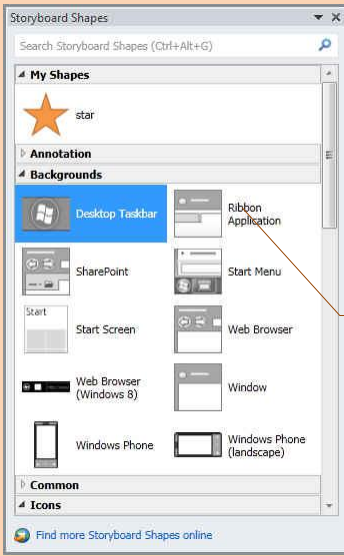 Storyboard Shapes
Search Storyboard Shapes (Ctrl+Alt+G)
My Shapes
star
Annotation
Backgrounds
Desktop Taskbar
Ribbon
Application
SharePoint
Start Menu
Start
Start Screen
Web Browser
Web Browser
(Windows 8)
Window
Windows Phone
Windows Phone
(landscape)
Common
Icons
Find more Storyboard Shapes online